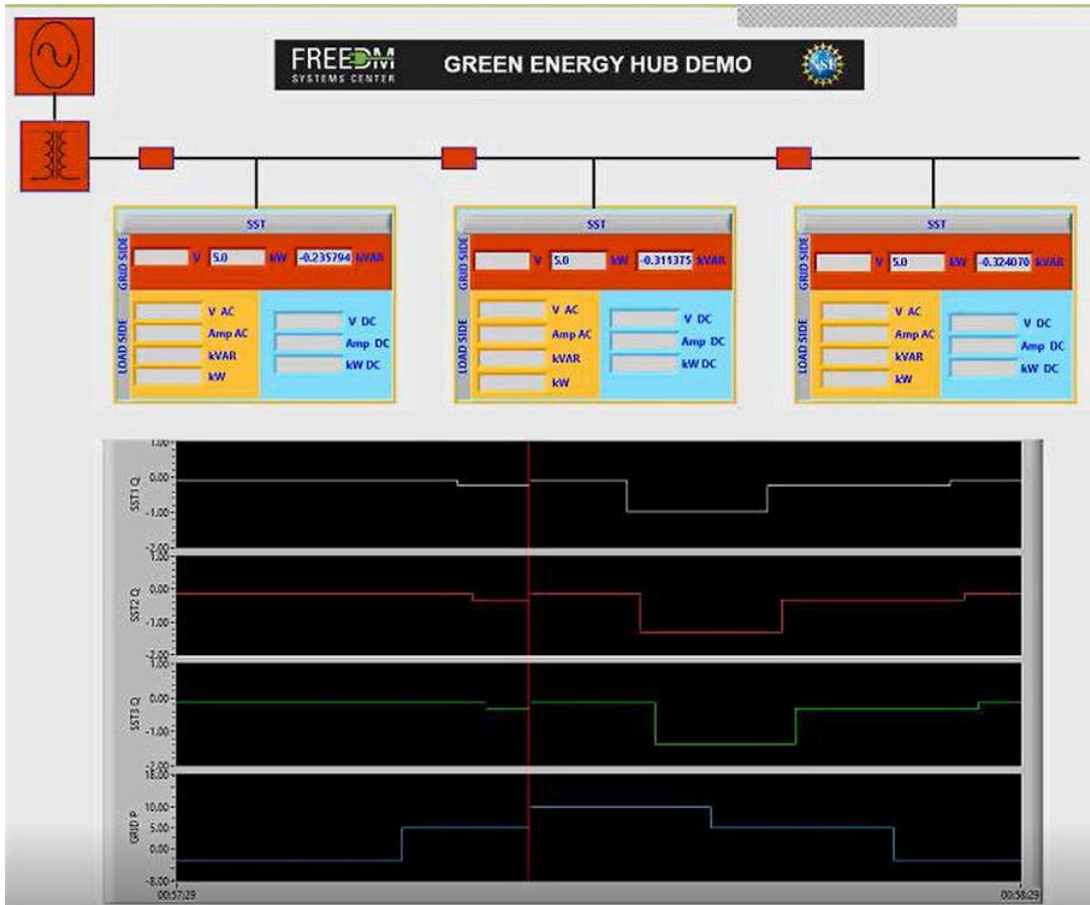 FREEDM
SYSTEMS CENTER
GREEN ENERGY HUB DEMO
NSF
SST
GRID SIDE
V 5.0 kW -0.235794 kVAR
LOAD SIDE
V AC
Amp AC
kVAR
kW
V DC
Amp DC
kW DC
SST
GRID SIDE
V 5.0 kW -0.311375 kVAR
LOAD SIDE
V AC
Amp AC
kVAR
kW
V DC
Amp DC
kW DC
SST
GRID SIDE
V 5.0 kW -0.324070 kVAR
LOAD SIDE
V AC
Amp AC
kVAR
kW
V DC
Amp DC
kW DC
SST1 Q
1.00
0.00
-1.00
-2.00
SST2 Q
1.00
0.00
-1.00
-2.00
SST3 Q
1.00
0.00
-1.00
-2.00
GRID P
18.00
10.00
5.00
0.00
-8.00
00:57:29
00:58:29